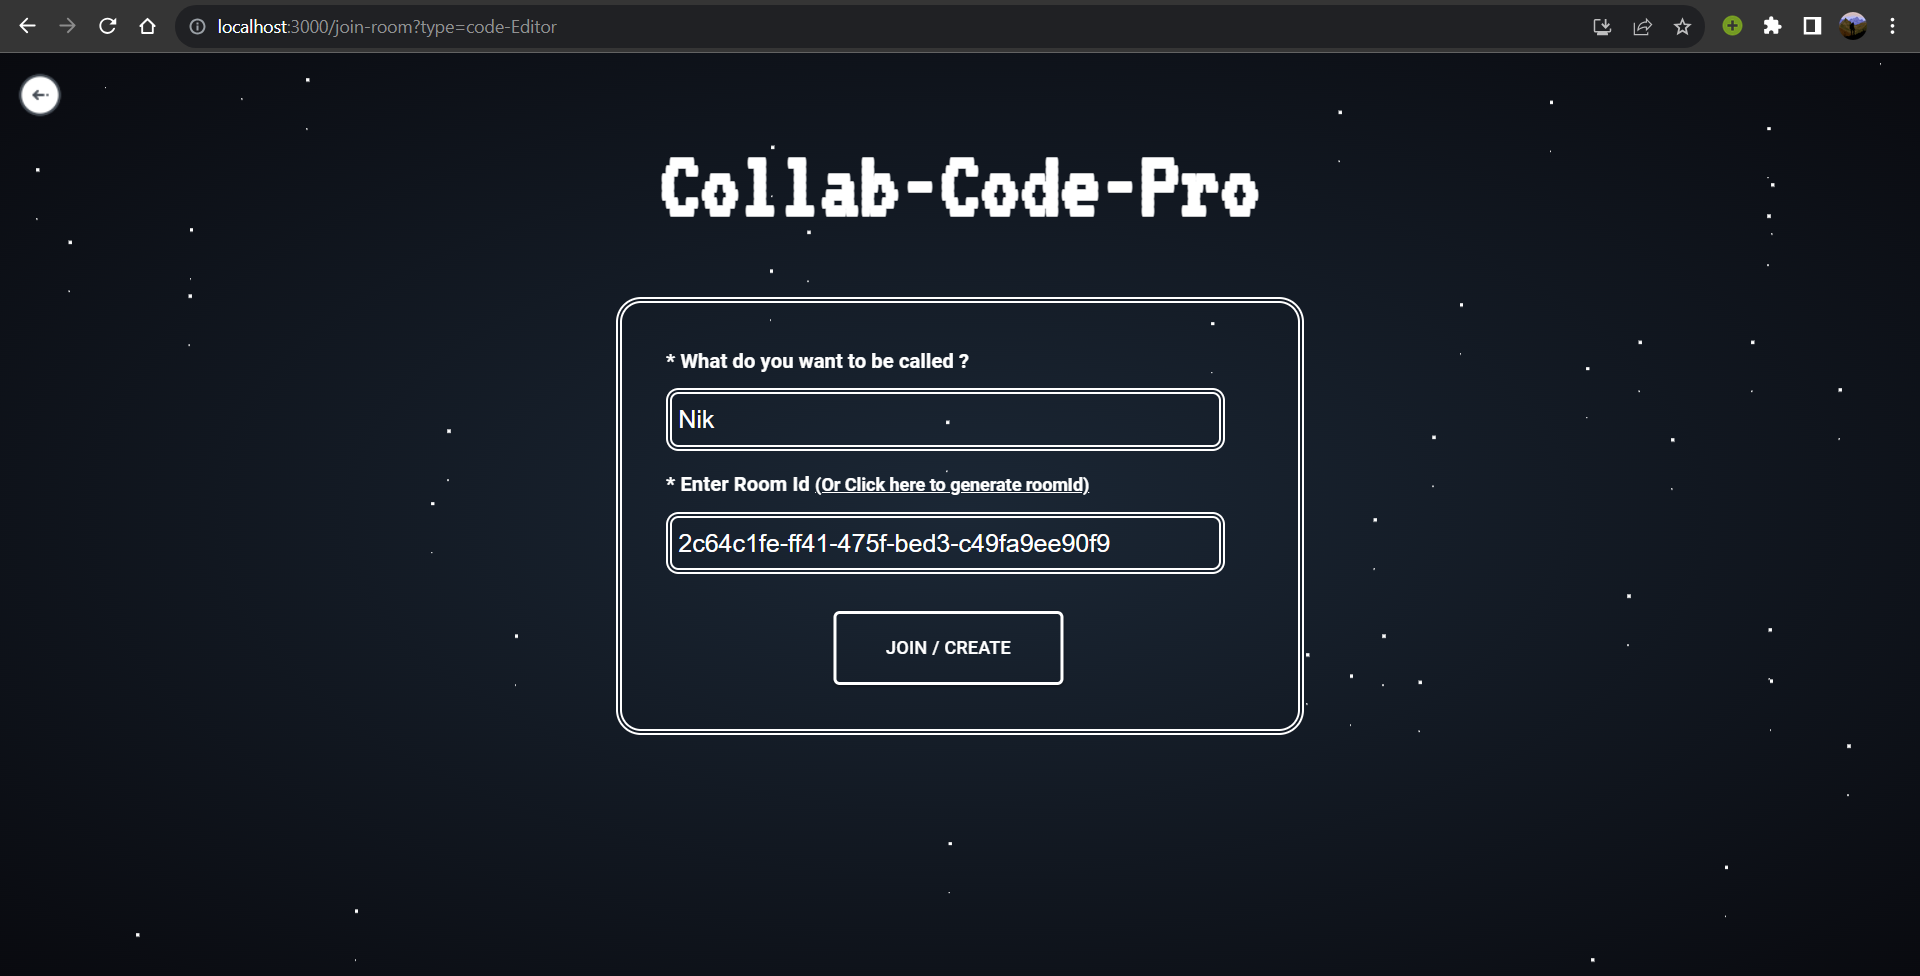 localhost:3000/join-room?type=code-Editor
Collab-Code-Pro
* What do you want to be called ?
Nik
* Enter Room Id (Or Click here to generate roomId)
2c64c1fe-ff41-475f-bed3-c49fa9ee90f9
JOIN / CREATE